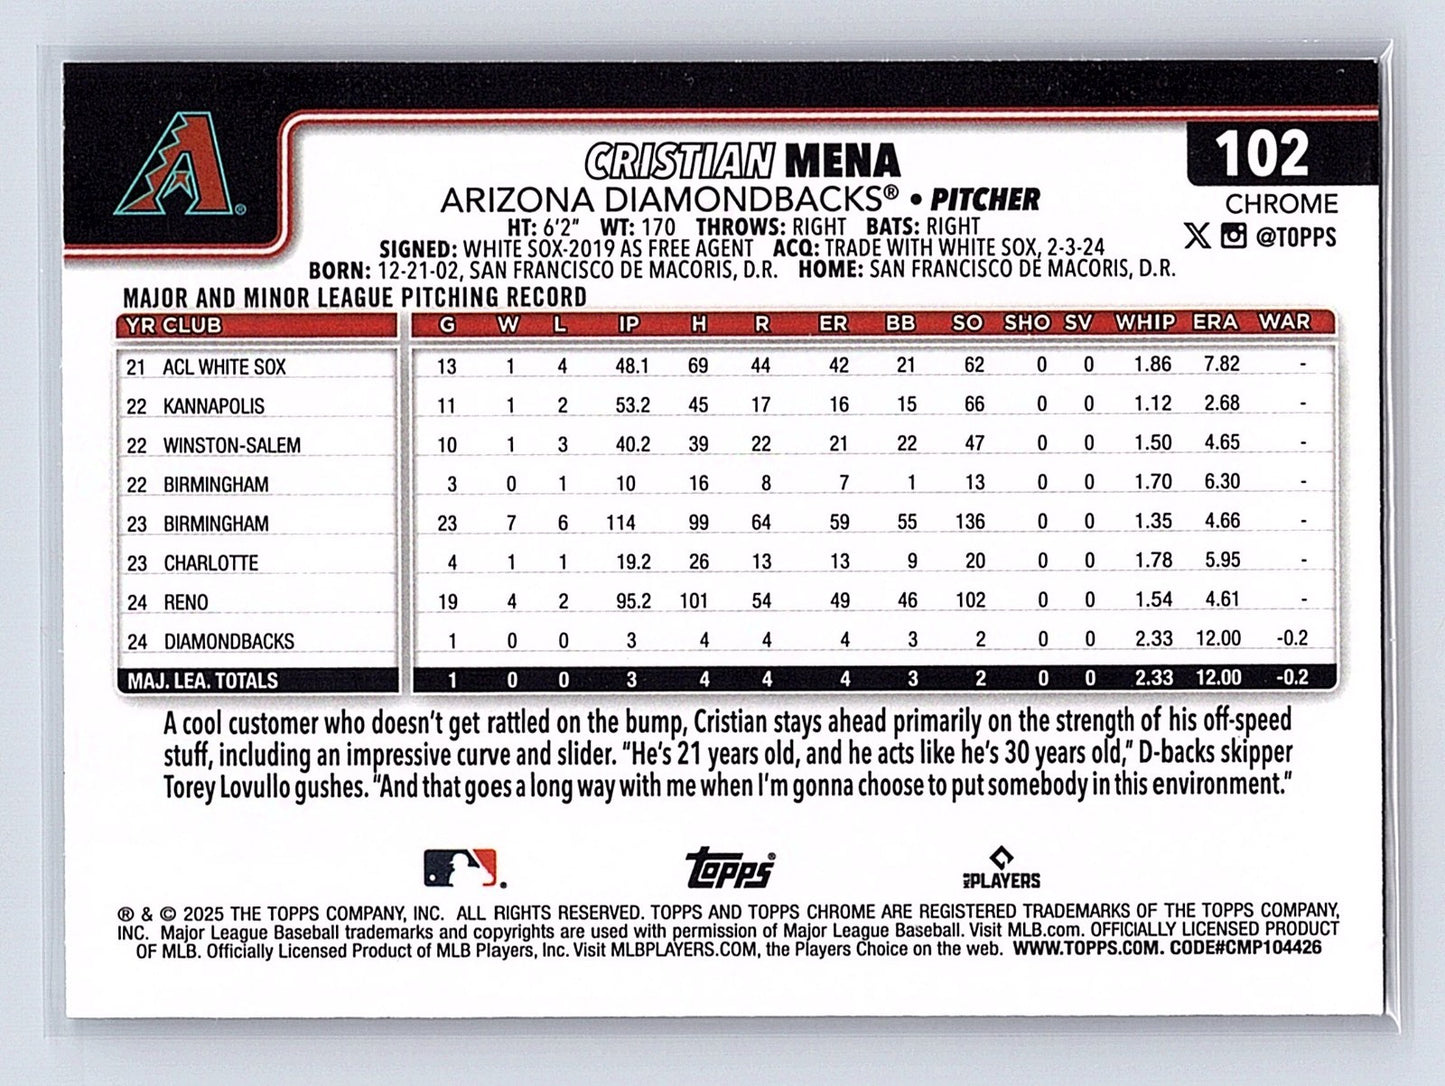 102
CRISTIAN MENA
CHROME
ARIZONA DIAMONDBACKS® • PITCHER
@TOPPS
HT: 6'2" WT: 170 THROWS: RIGHT BATS: RIGHT
SIGNED: WHITE SOX-2019 AS FREE AGENT ACQ: TRADE WITH WHITE SOX, 2-3-24
BORN: 12-21-02, SAN FRANCISCO DE MACORIS, D.R. HOME: SAN FRANCISCO DE MACORIS, D.R.
MAJOR AND MINOR LEAGUE PITCHING RECORD
YR CLUB G W L IP H R ER BB SO SHO SV WHIP ERA WAR
21 ACL WHITE SOX 13 1 4 48.1 69 44 42 21 62 0 0 1.86 7.82 -
22 KANNAPOLIS 11 1 2 53.2 45 17 16 15 66 0 0 1.12 2.68 -
22 WINSTON-SALEM 10 1 3 40.2 39 22 21 22 47 0 0 1.50 4.65 -
22 BIRMINGHAM 3 0 1 10 16 8 7 1 13 0 0 1.70 6.30 -
23 BIRMINGHAM 23 7 6 114 99 64 59 55 136 0 0 1.35 4.66 -
23 CHARLOTTE 4 1 1 19.2 26 13 13 9 20 0 0 1.78 5.95 -
24 RENO 19 4 2 95.2 101 54 49 46 102 0 0 1.54 4.61 -
24 DIAMONDBACKS 1 0 0 3 4 4 4 3 2 0 0 2.33 12.00 -0.2
MAJ. LEA. TOTALS 1 0 0 3 4 4 4 3 2 0 0 2.33 12.00 -0.2
A cool customer who doesn't get rattled on the bump, Cristian stays ahead primarily on the strength of his off-speed
stuff, including an impressive curve and slider. "He's 21 years old, and he acts like he's 30 years old," D-backs skipper
Torey Lovullo gushes. "And that goes a long way with me when I'm gonna choose to put somebody in this environment."
Topps®
MLB PLAYERS
® & © 2025 THE TOPPS COMPANY, INC. ALL RIGHTS RESERVED. TOPPS AND TOPPS CHROME ARE REGISTERED TRADEMARKS OF THE TOPPS COMPANY,
INC. Major League Baseball trademarks and copyrights are used with permission of Major League Baseball. Visit MLB.com. OFFICIALLY LICENSED PRODUCT
OF MLB. Officially Licensed Product of MLB Players, Inc. Visit MLBPLAYERS.COM, the Players Choice on the web. WWW.TOPPS.COM. CODE#CMP104426